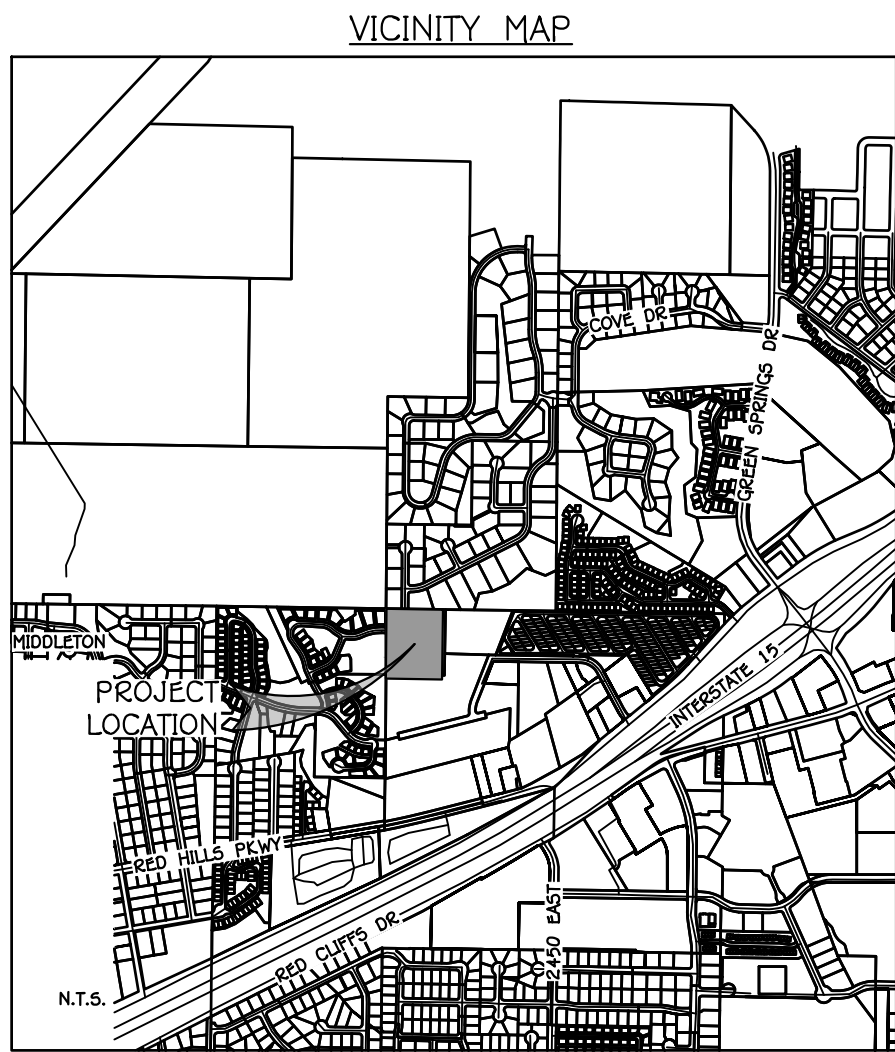 VICINITY MAP
COVE DR
GREEN SPRINGS DR
MIDDLETON
PROJECT
LOCATION
INTERSTATE 15
RED HILLS PKWY
RED CLIFFS DR.
2450 EAST
N.T.S.